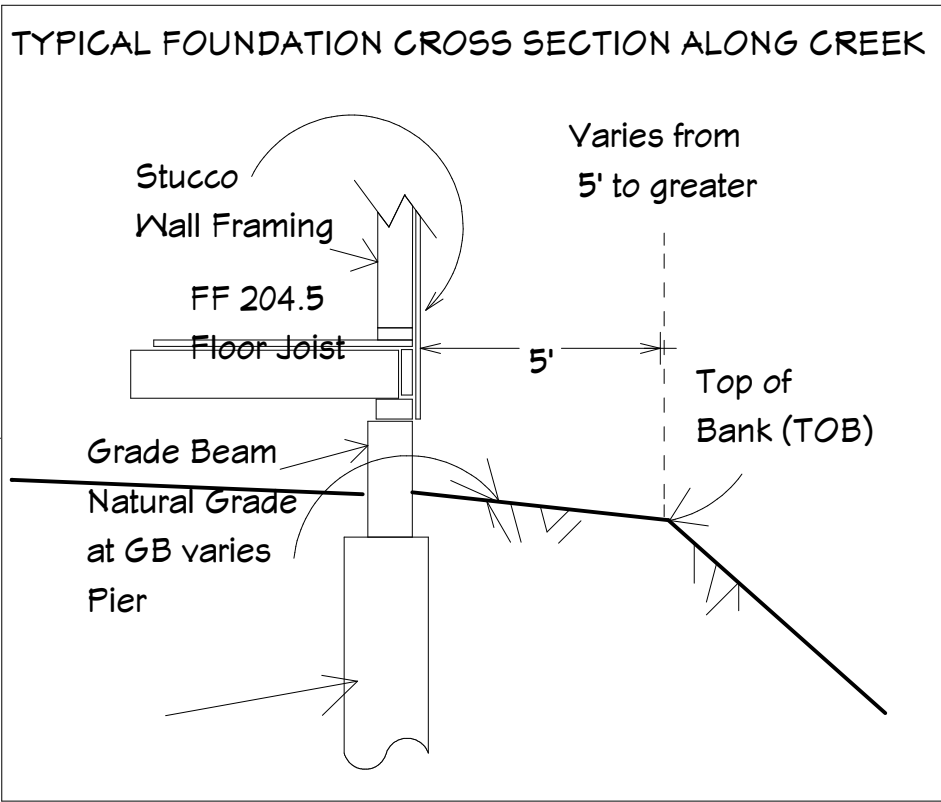 TYPICAL FOUNDATION CROSS SECTION ALONG CREEK
Varies from
5' to greater
Stucco
Wall Framing
FF 204.5
Floor Joist
5'
Top of
Bank (TOB)
Grade Beam
Natural Grade
at GB varies
Pier